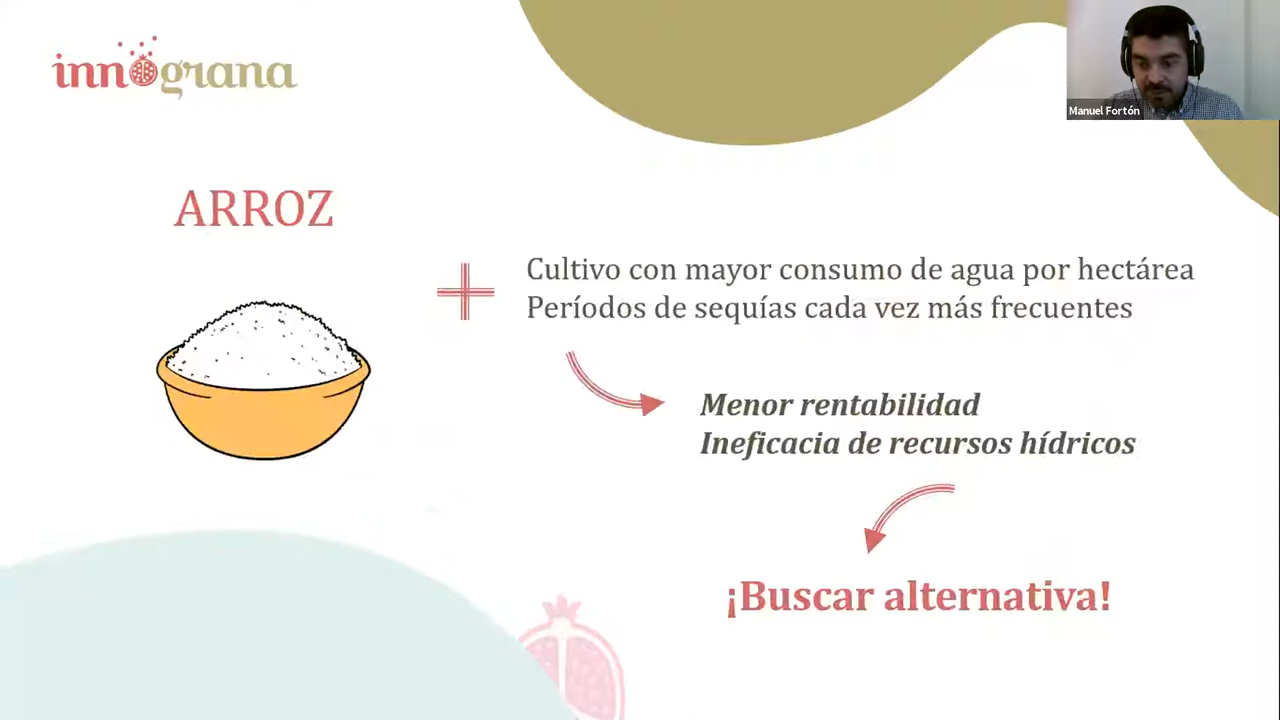 innograna
Manuel Fortón
ARROZ
Cultivo con mayor consumo de agua por hectárea
Períodos de sequías cada vez más frecuentes
Menor rentabilidad
Ineficacia de recursos hídricos
¡Buscar alternativa!